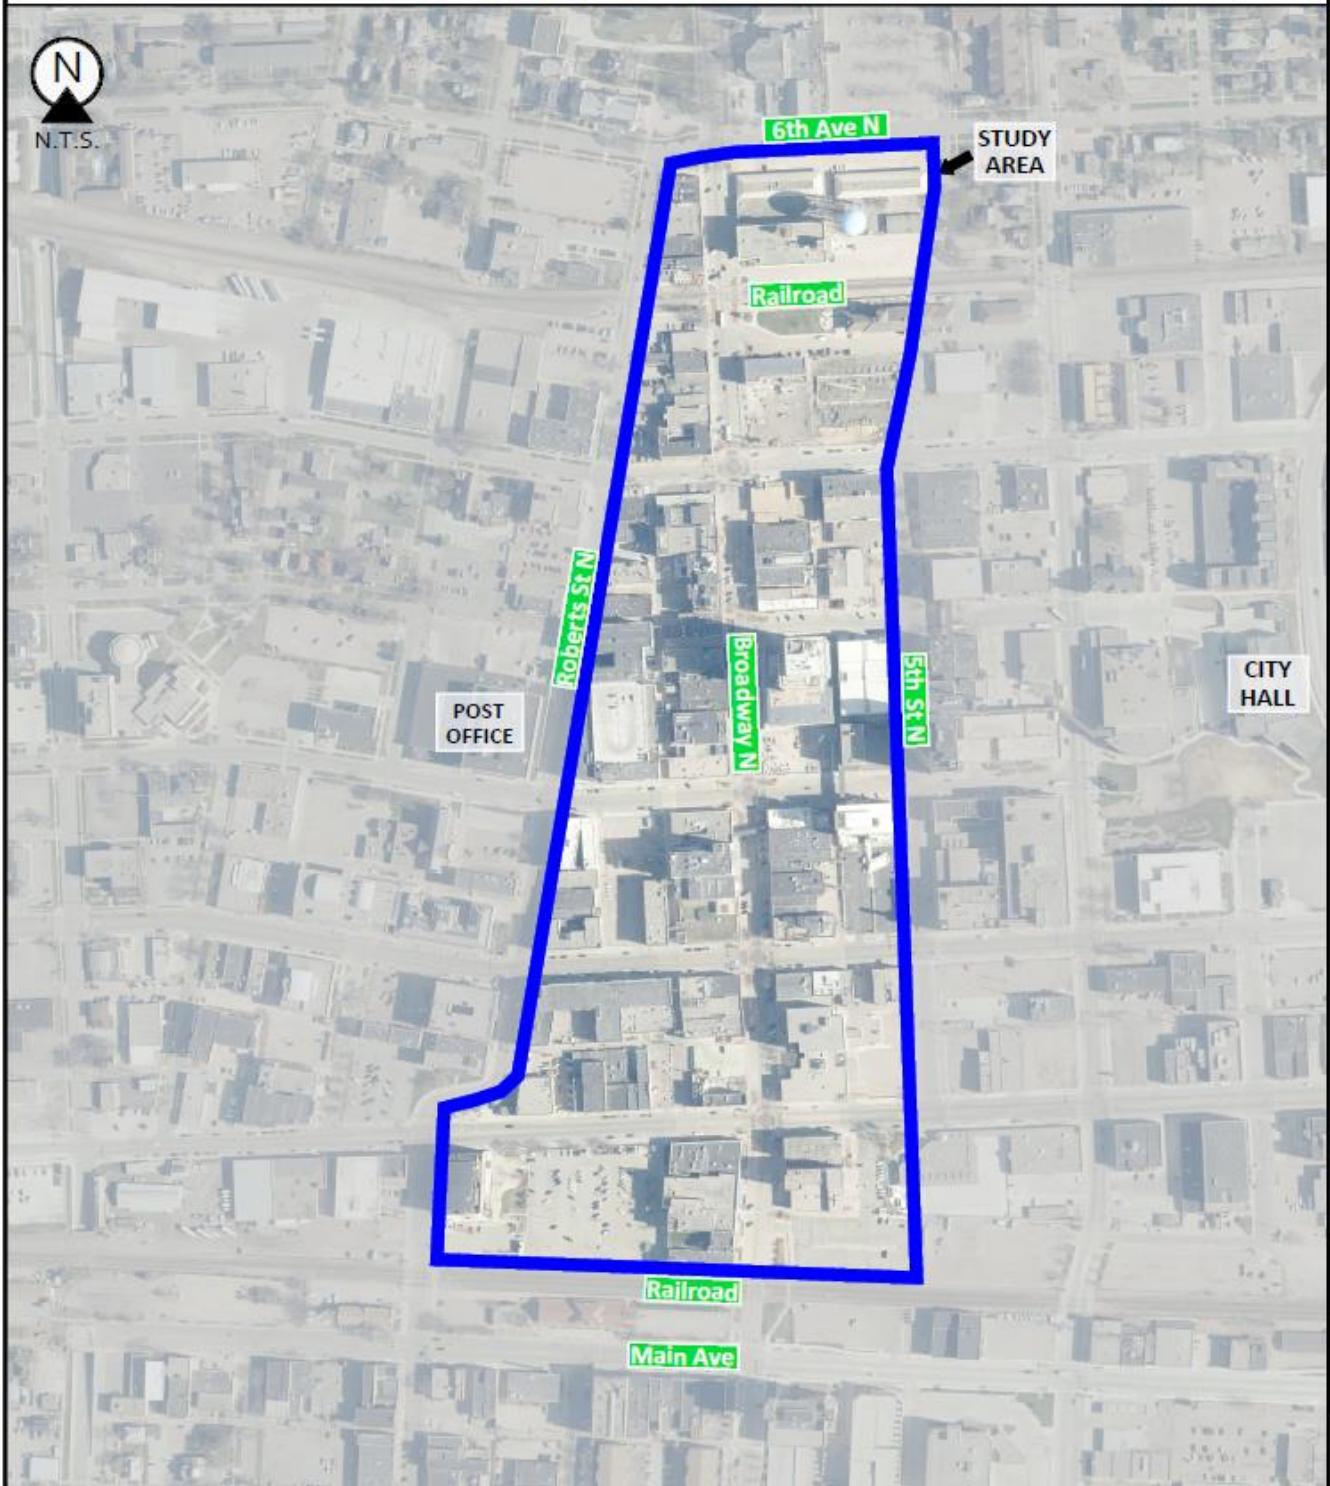 N
N.T.S.
6th Ave N
STUDY
AREA
Railroad
Roberts St N
Broadway N
5th St N
POST
OFFICE
CITY
HALL
Railroad
Main Ave